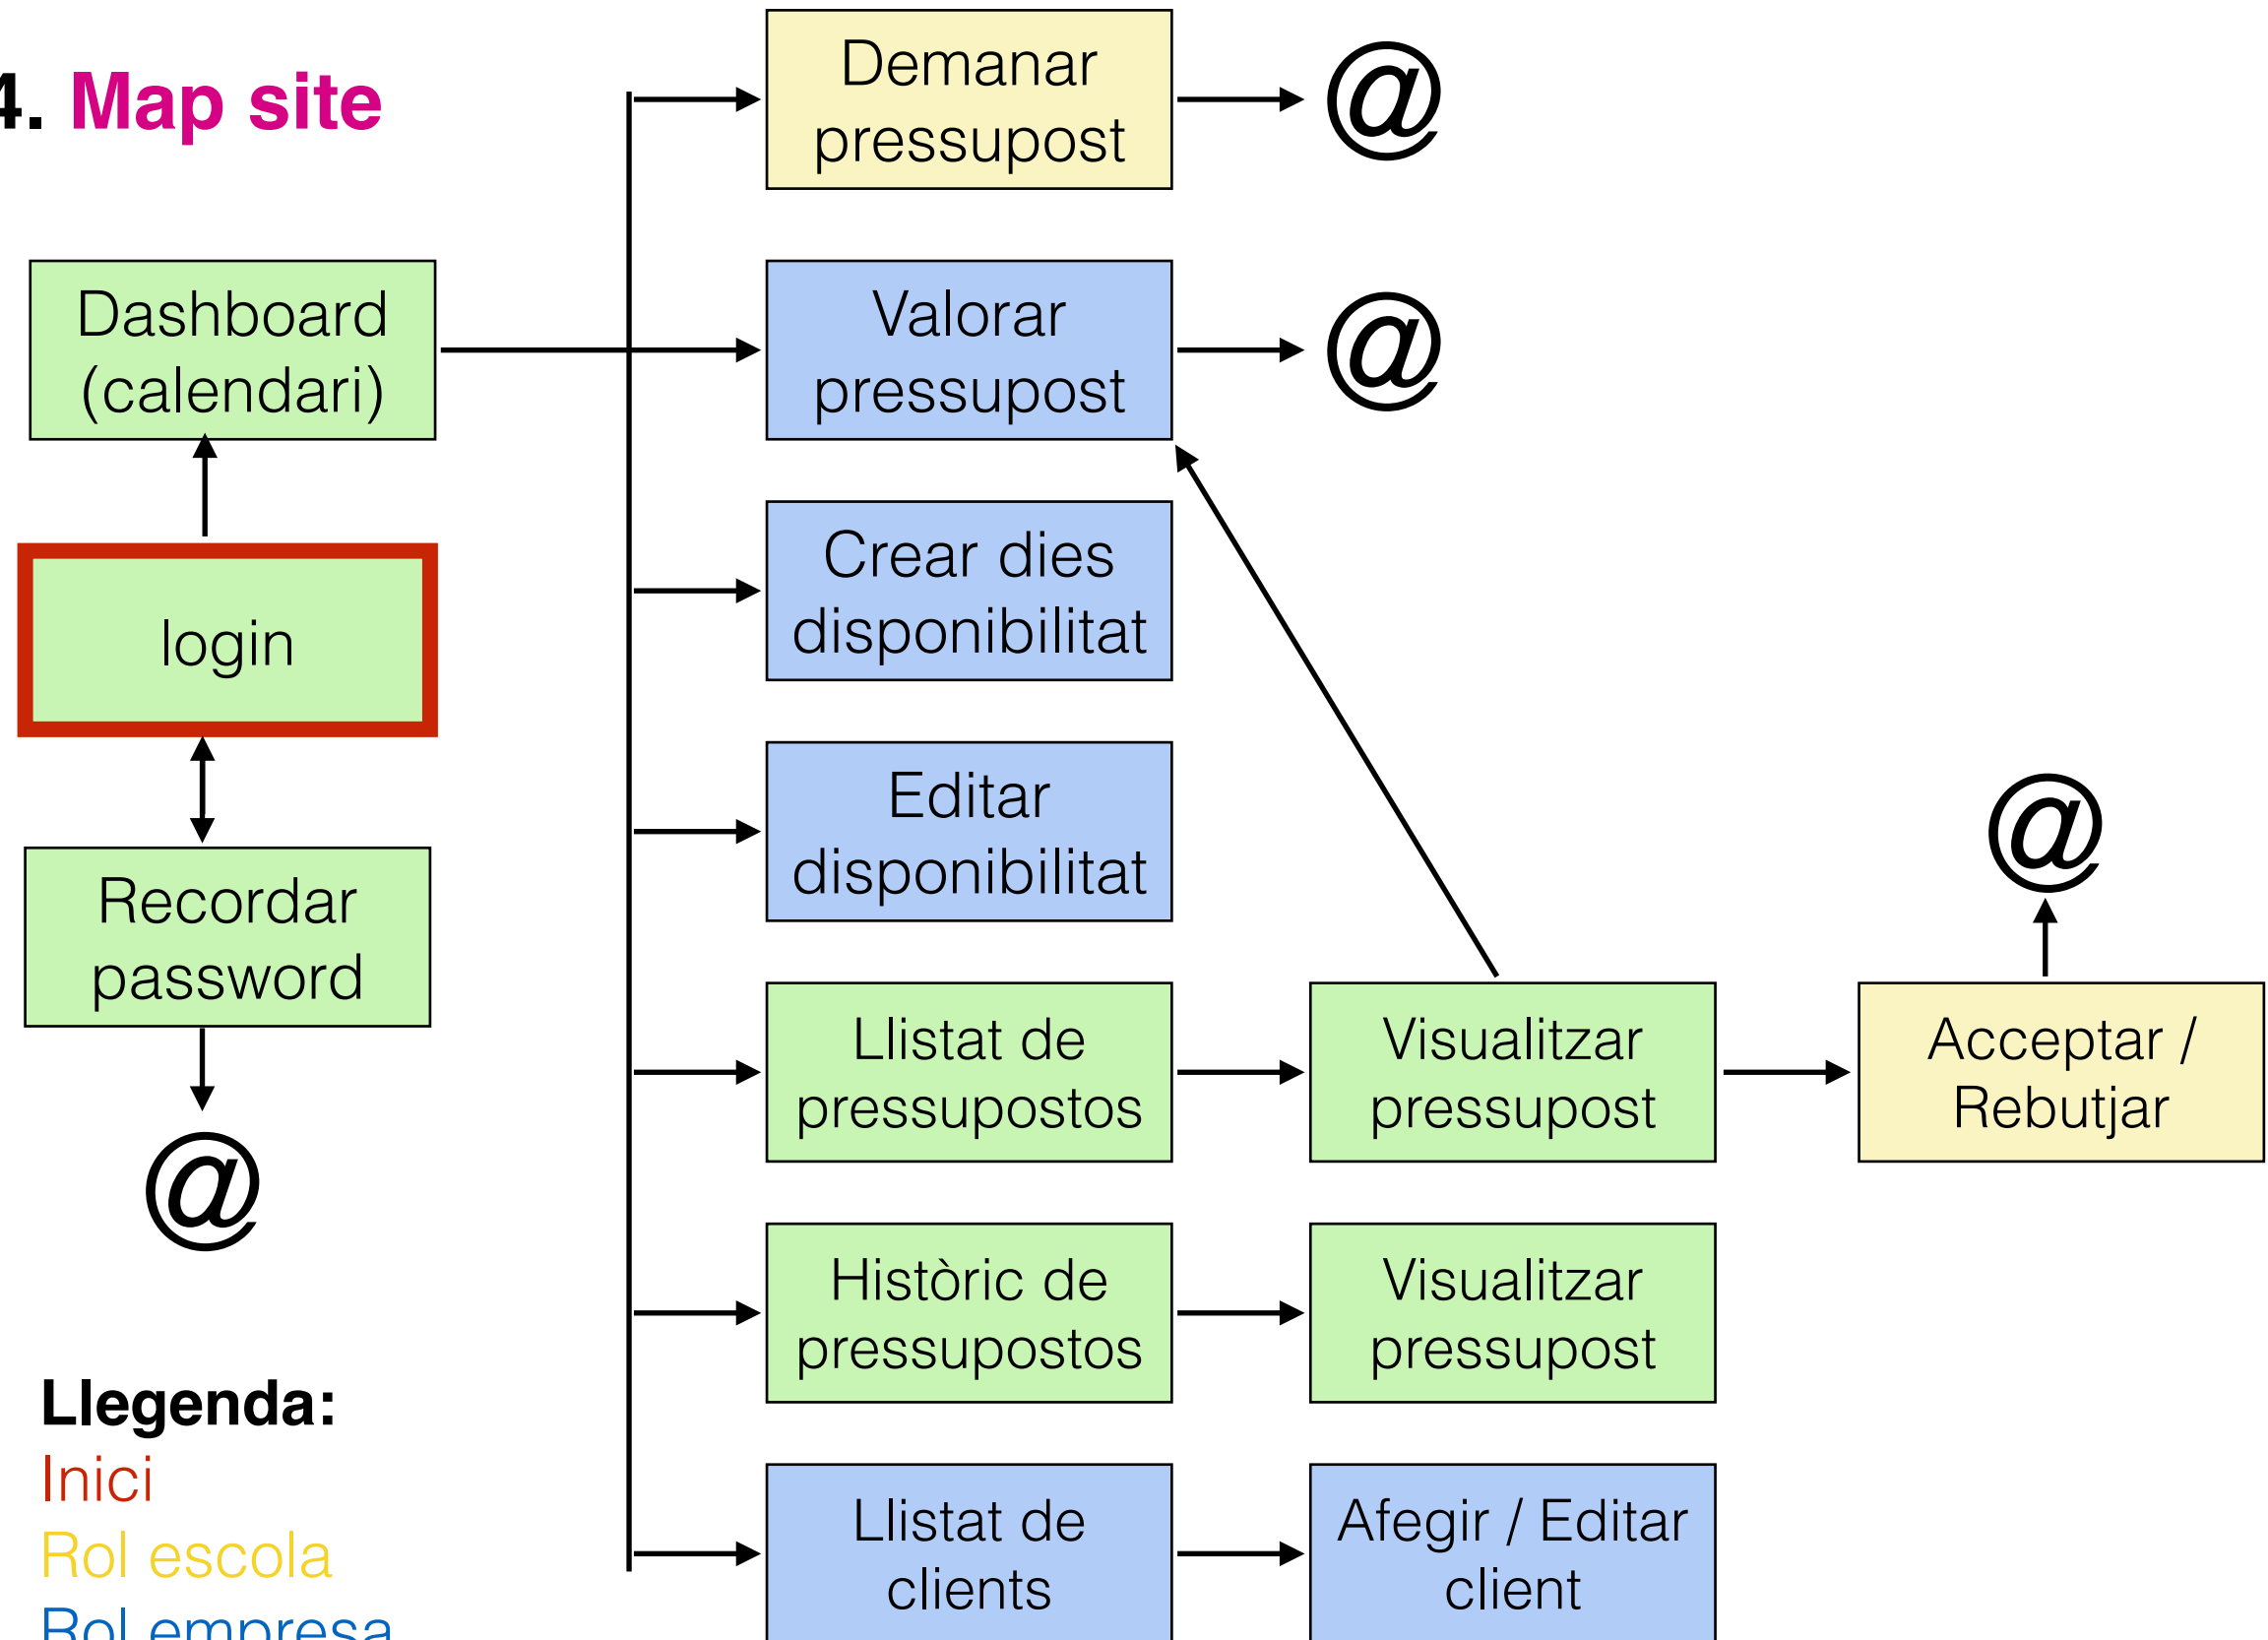 4. Map site
Demanar
pressupost
@
Dashboard
(calendari)
Valorar
pressupost
@
login
Crear dies
disponibilitat
Editar
disponibilitat
@
Recordar
password
@
Llistat de
pressupostos
Visualitzar
pressupost
Acceptar /
Rebutjar
Històric de
pressupostos
Visualitzar
pressupost
Llistat de
clients
Afegir / Editar
client
Llegenda:
Inici
Rol escola
Rol empresa